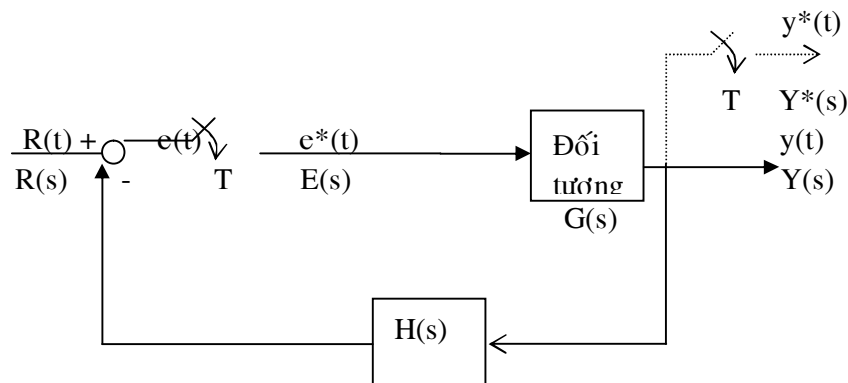 y*(t)
T Y*(s)
R(t) + e(t) e*(t) Đối y(t)
R(s) - T E(s) tượng Y(s)
G(s)
H(s)